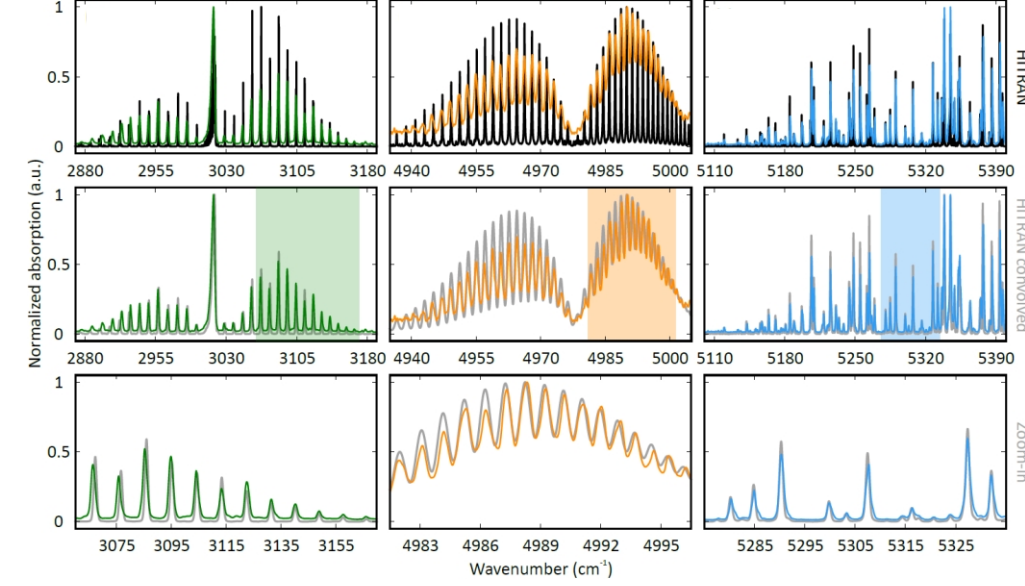 1
0.5
0
2880 2955 3030 3105 3180
4940 4955 4970 4985 5000
5110 5180 5250 5320 5390
HITRAN
Normalized absorption (a.u.)
1
0.5
0
2880 2955 3030 3105 3180
4940 4955 4970 4985 5000
5110 5180 5250 5320 5390
HITRAN convolved
1
0.5
0
3075 3095 3115 3135 3155
4983 4986 4989 4992 4995
5285 5295 5305 5315 5325
Zoom-in
Wavenumber (cm⁻¹)